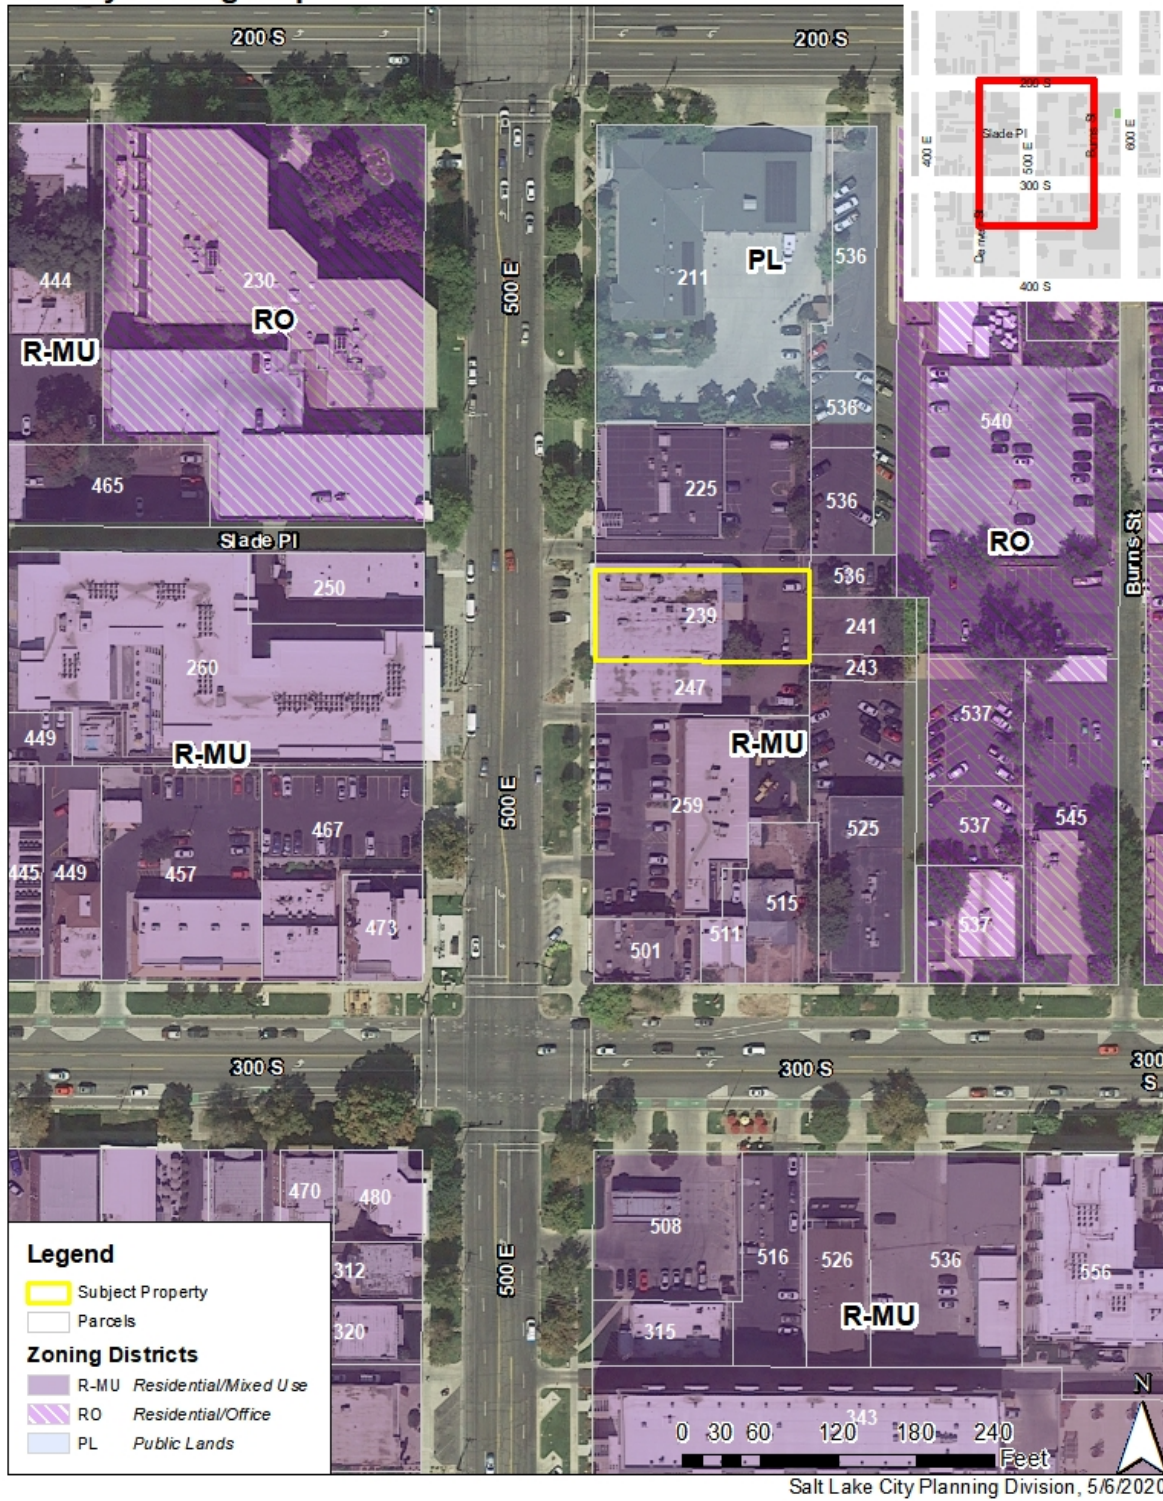 200 S
200 S
200 S
Slade Pl
500 E
400 E
600 E
300 S
400 S
444
230
RO
R-MU
500 E
211
PL
536
536
540
465
225
536
RO
Burns St
Slade Pl
250
536
239
241
260
247
243
449
R-MU
R-MU
537
500 E
259
467
525
537
545
445
449
457
473
515
511
537
501
300 S
300 S
300
S
470
480
508
312
500 E
516
526
536
556
320
315
R-MU
Legend
Subject Property
Parcels
Zoning Districts
R-MU Residential/Mixed Use
RO Residential/Office
PL Public Lands
343
N
0 30 60 120 180 240
Feet
Salt Lake City Planning Division, 5/6/2020